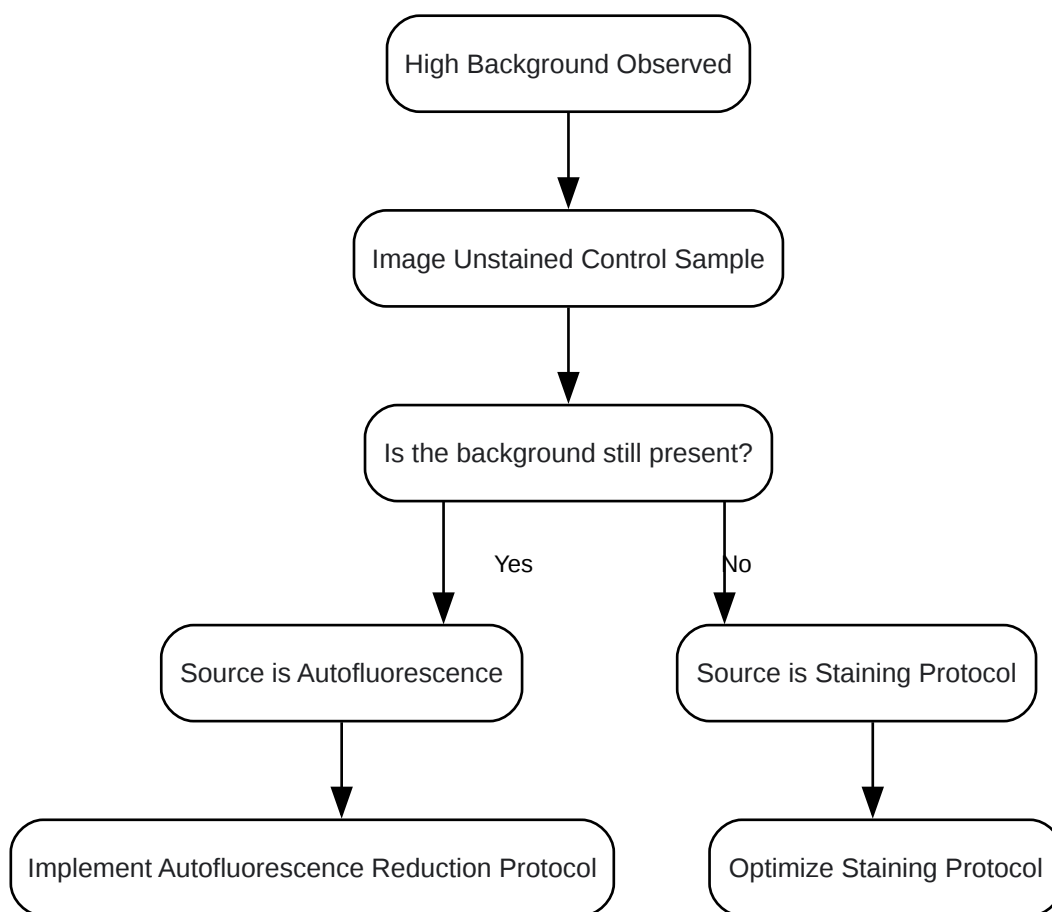 High Background Observed
Image Unstained Control Sample
Is the background still present?
Yes
No
Source is Autofluorescence
Source is Staining Protocol
Implement Autofluorescence Reduction Protocol
Optimize Staining Protocol